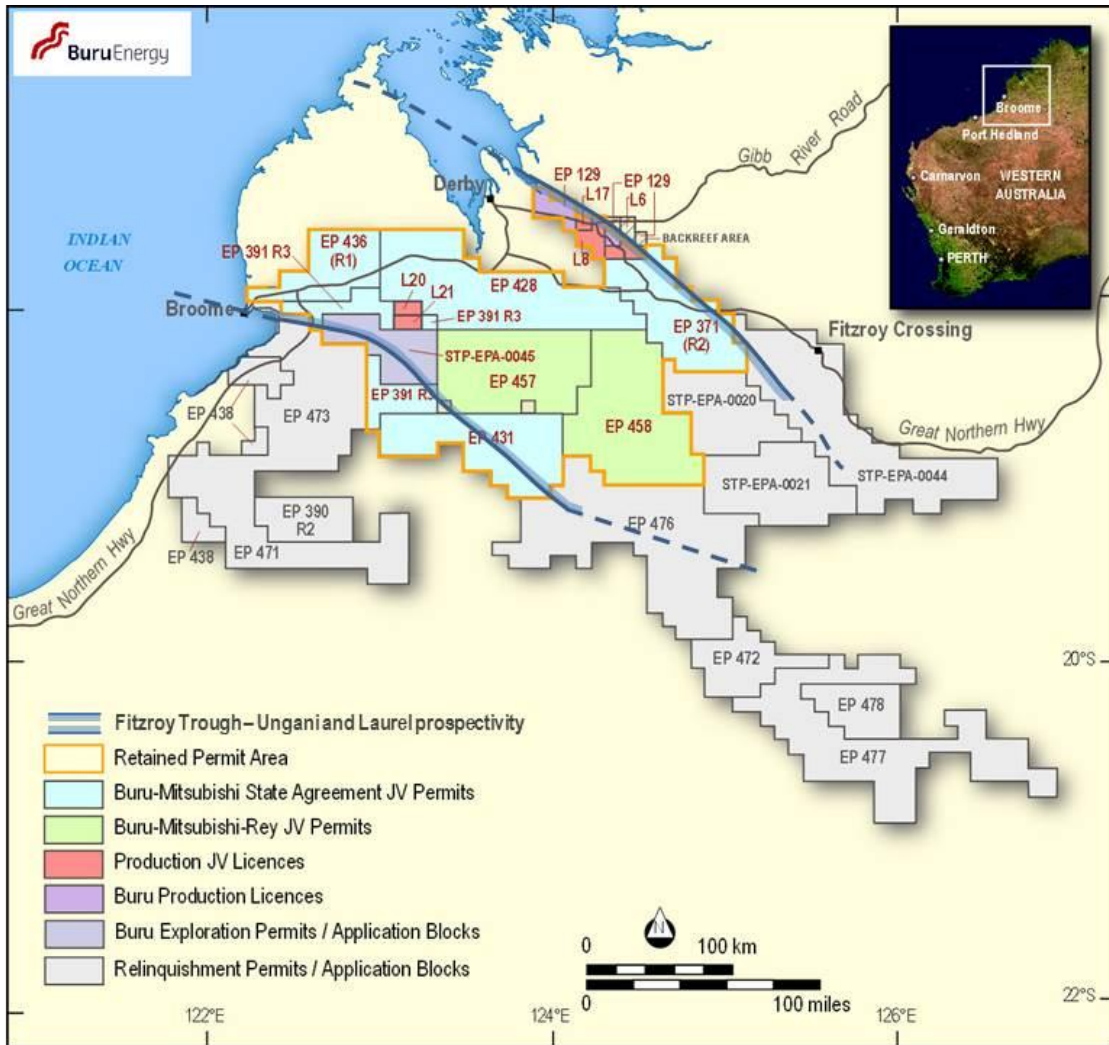 BuruEnergy
Broome
Port Hedland
Carnarvon
WESTERN
AUSTRALIA
Geraldton
PERTH
Gibb River Road
Derby
EP 129
L17
EP 129
L6
BACKREEF AREA
L8
INDIAN
OCEAN
EP 391 R3
EP 436
(R1)
L20
L21
EP 428
EP 391 R3
Broome
STP-EPA-0045
EP 371
(R2)
Fitzroy Crossing
EP 457
EP 391 R3
STP-EPA-0020
EP 438
EP 473
EP 431
EP 458
Great Northern Hwy
STP-EPA-0021
STP-EPA-0044
EP 390
R2
EP 476
EP 438
EP 471
Great Northern Hwy
EP 472
20°S
EP 478
EP 477
Fitzroy Trough – Ungani and Laurel prospectivity
Retained Permit Area
Buru-Mitsubishi State Agreement JV Permits
Buru-Mitsubishi-Rey JV Permits
Production JV Licences
Buru Production Licences
Buru Exploration Permits / Application Blocks
Relinquishment Permits / Application Blocks
N
0 100 km
0 100 miles
22°S
122°E
124°E
126°E